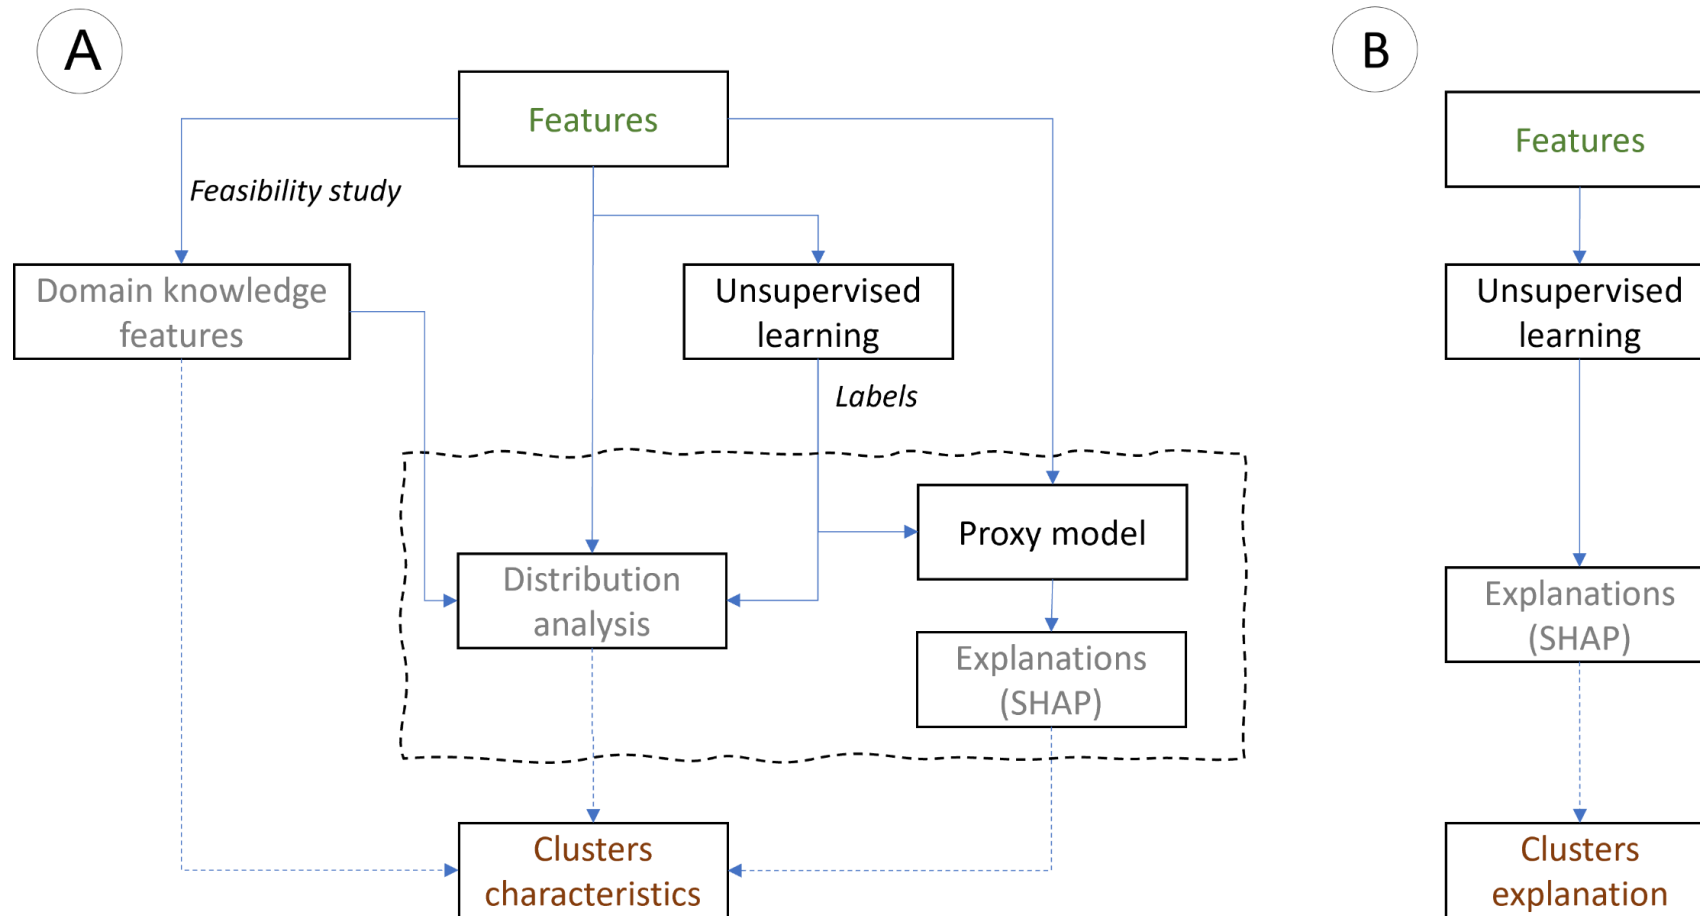 A
Features
Feasibility study
Domain knowledge
features
Unsupervised
learning
Labels
Proxy model
Distribution
analysis
Explanations
(SHAP)
Clusters
characteristics
B
Features
Unsupervised
learning
Explanations
(SHAP)
Clusters
explanation